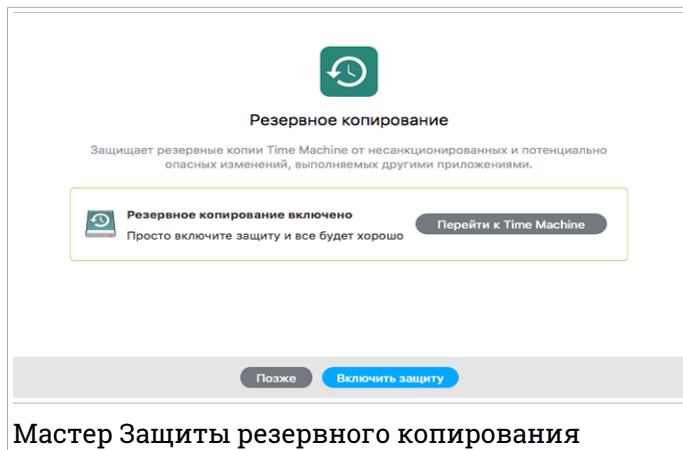 Резервное копирование
Защищает резервные копии Time Machine от несанкционированных и потенциально
опасных изменений, выполняемых другими приложениями.
Резервное копирование включено
Просто включите защиту и все будет хорошо
Перейти к Time Machine
Позже
Включить защиту
Мастер Защиты резервного копирования